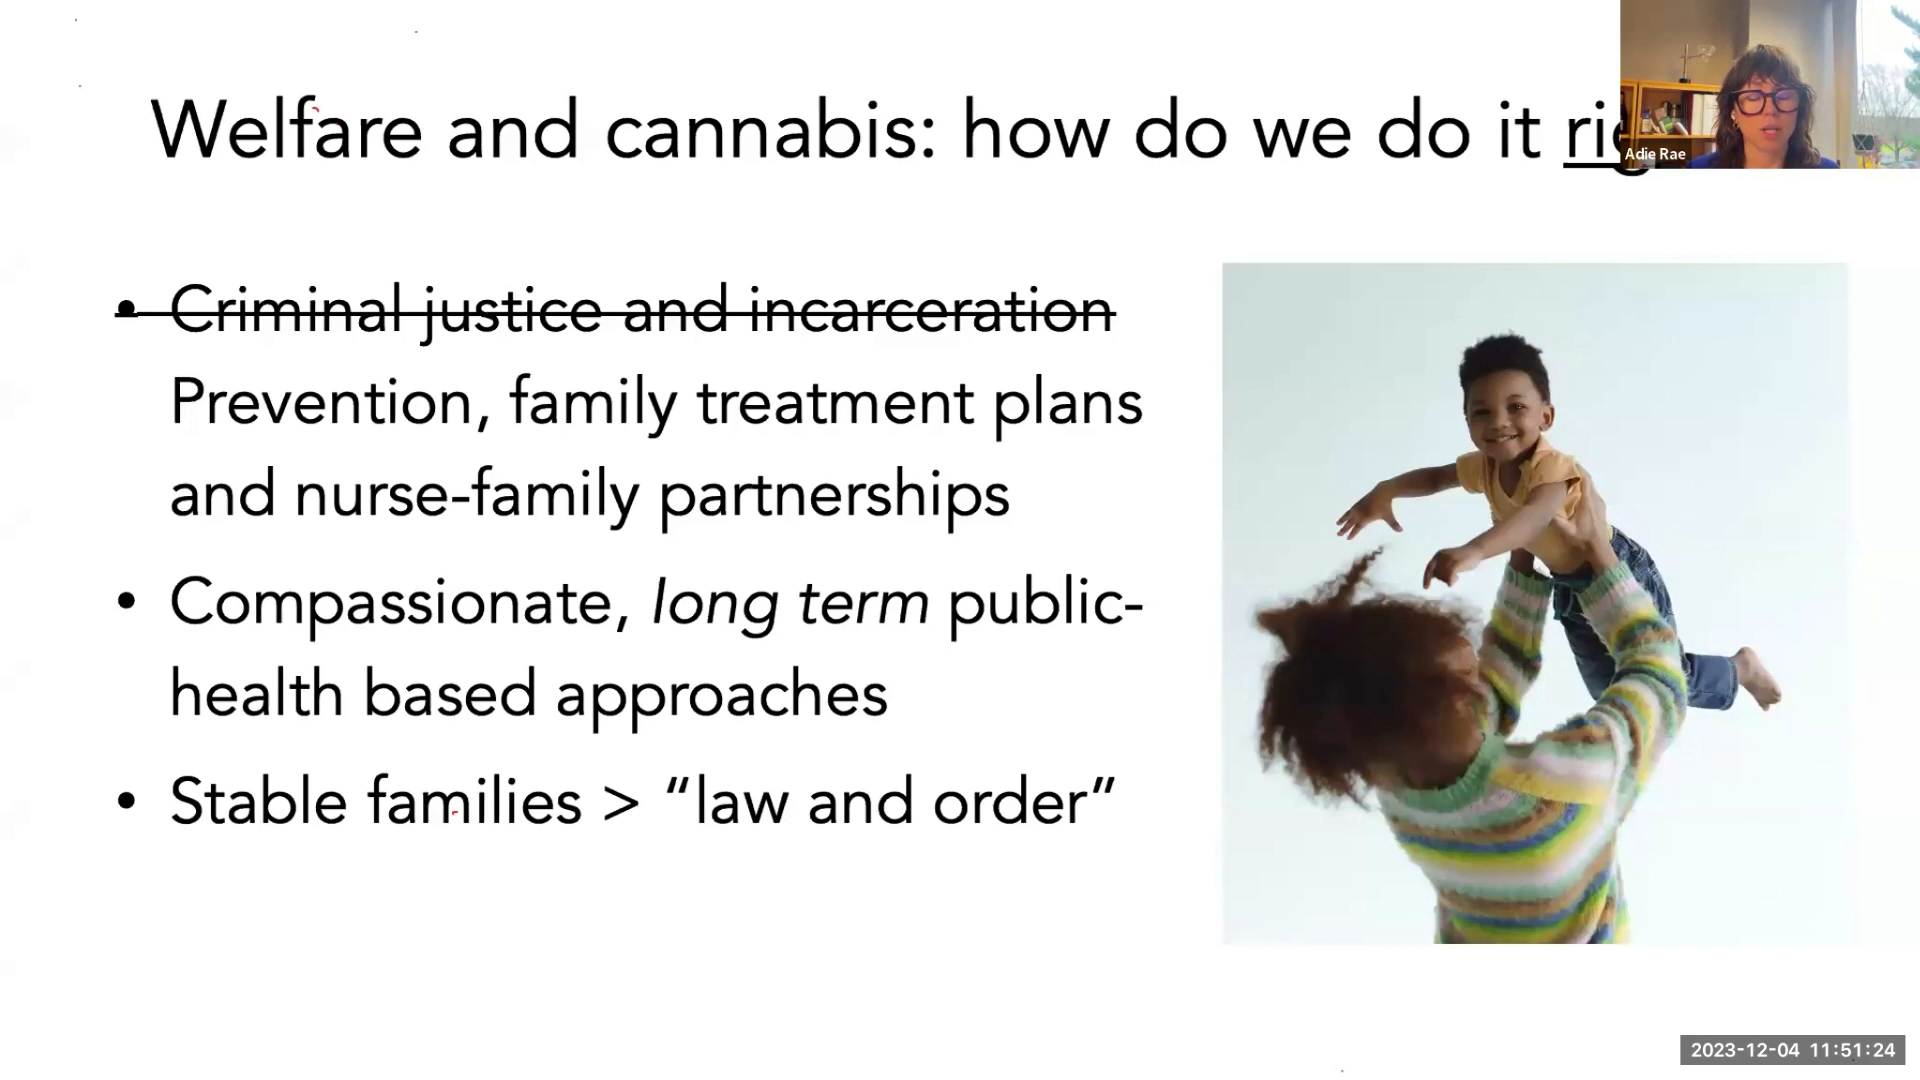 Welfare and cannabis: how do we do it
Adie Rae
• Criminal justice and incarceration
Prevention, family treatment plans
and nurse-family partnerships
• Compassionate, long term public-
health based approaches
• Stable families > “law and order”
2023-12-04 11:51:24